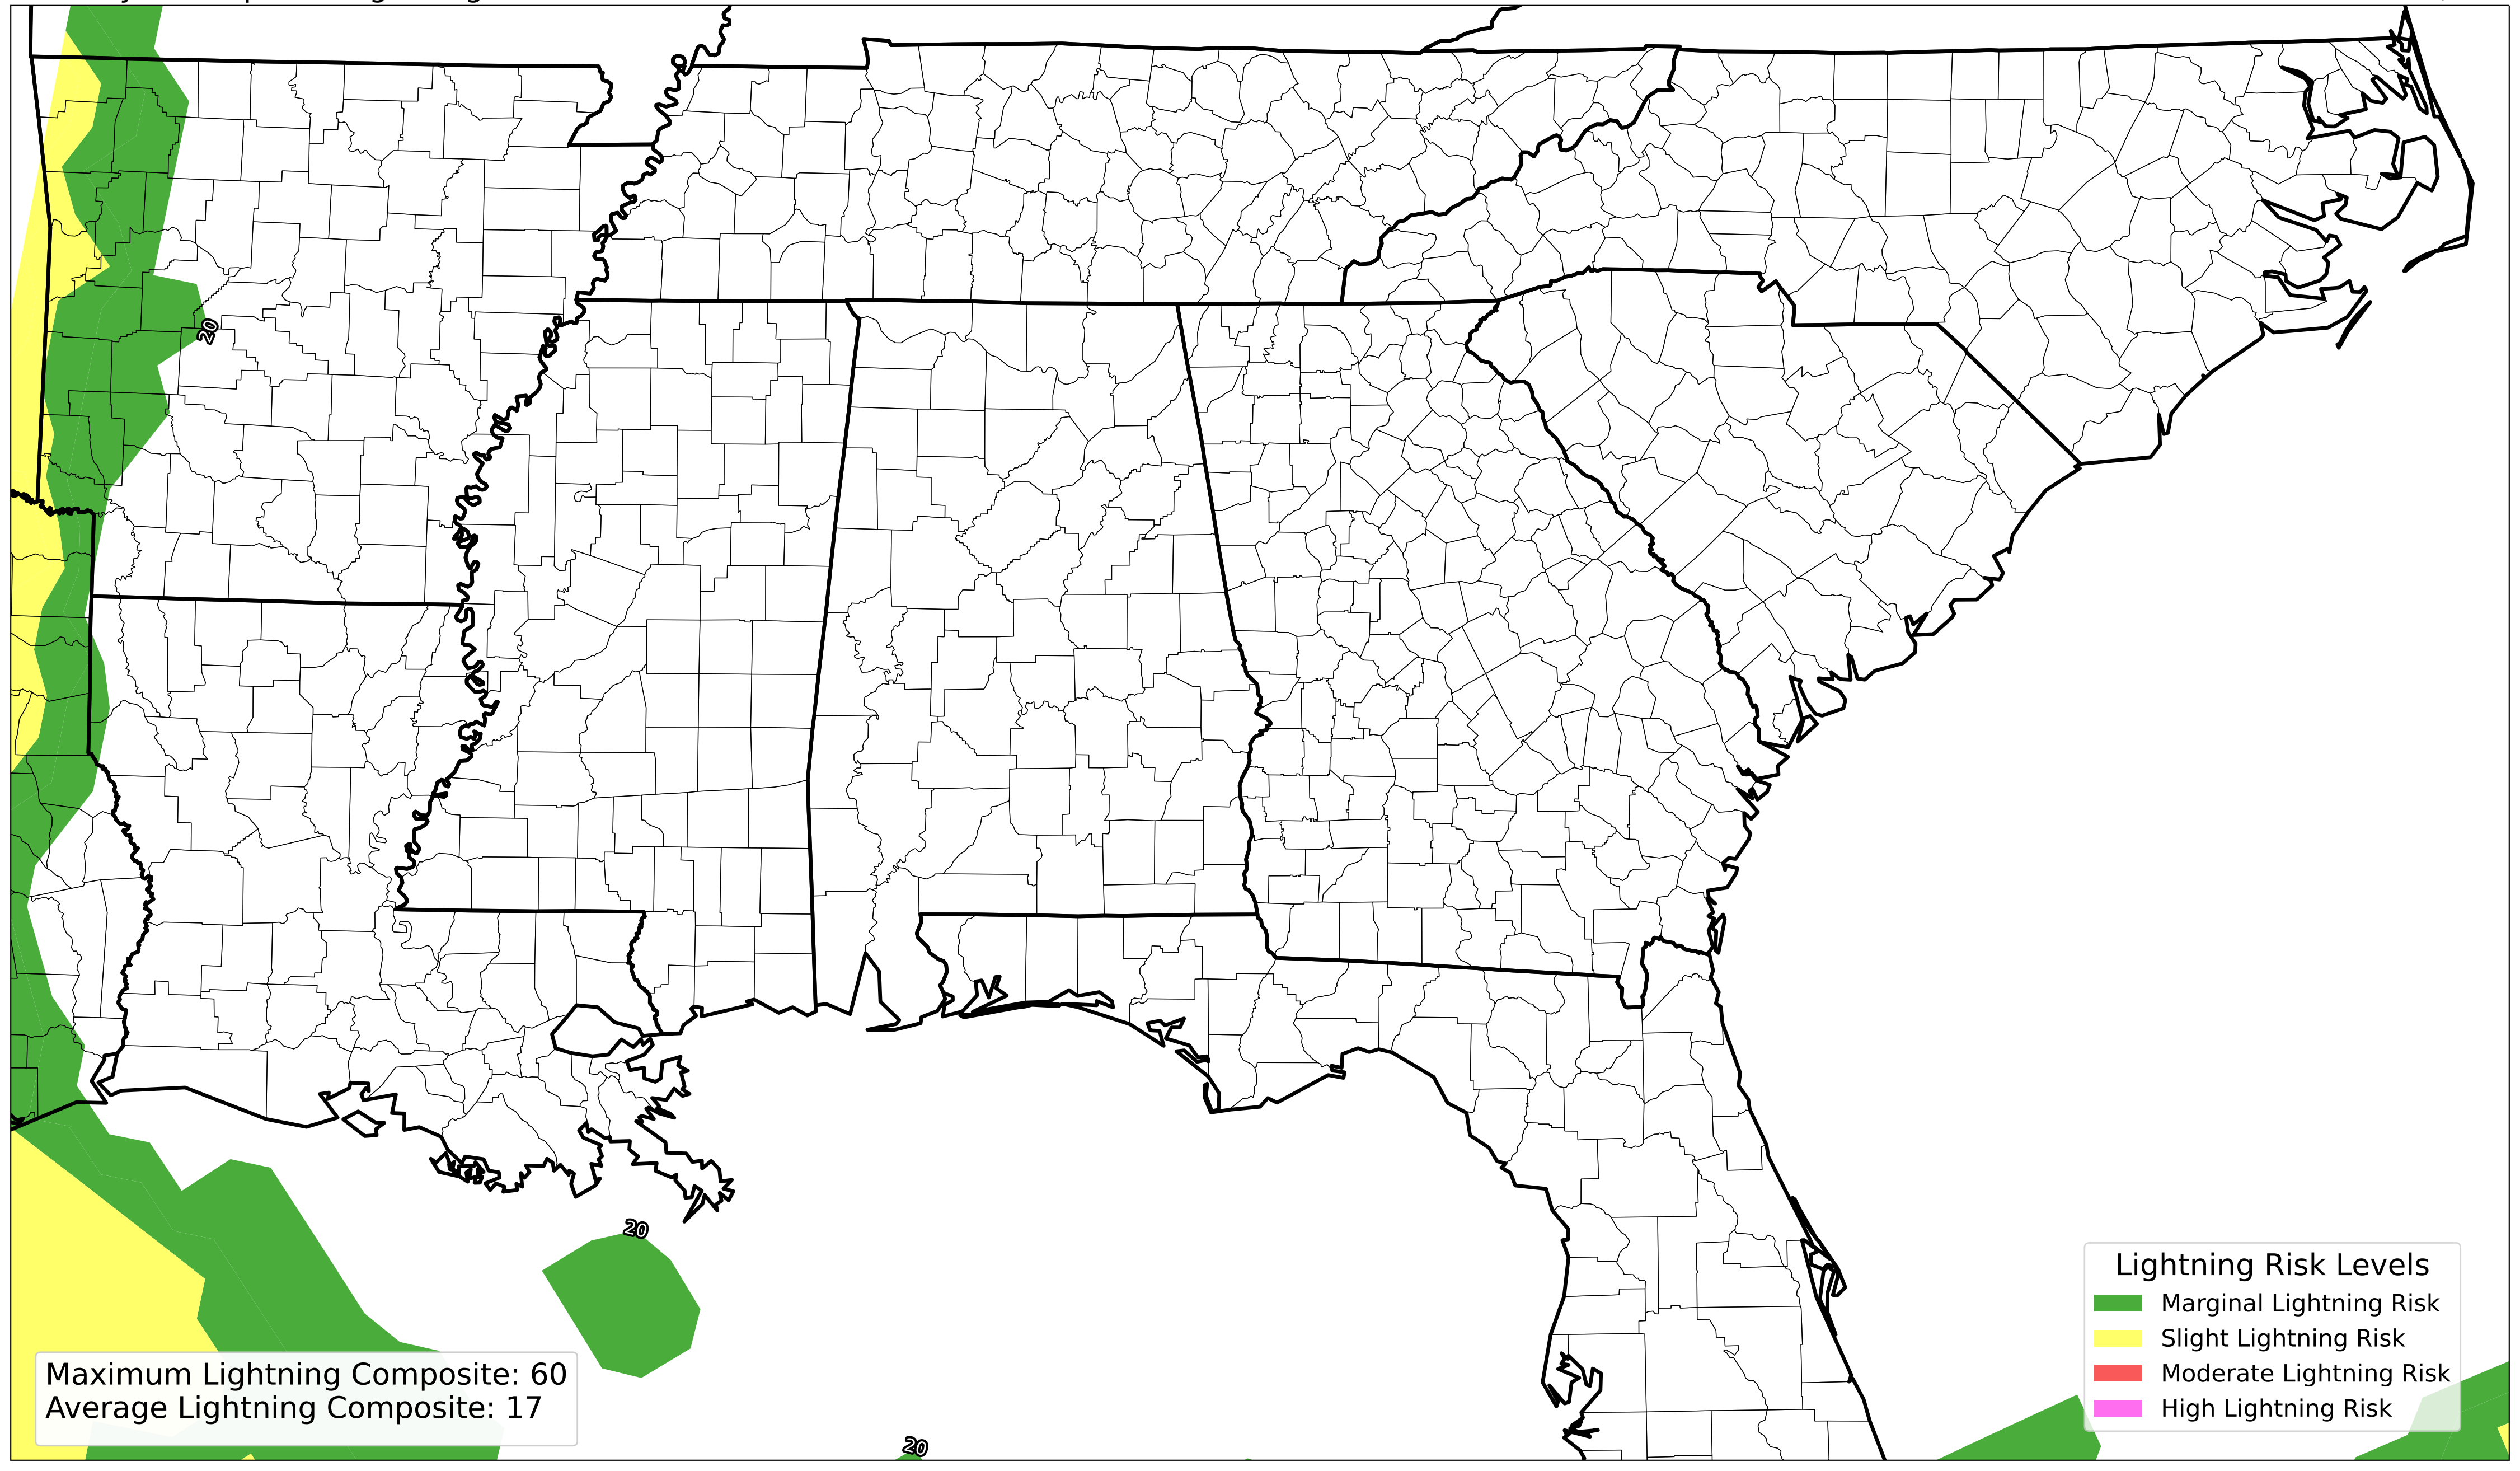 20
20
Lightning Risk Levels
Marginal Lightning Risk
Slight Lightning Risk
Moderate Lightning Risk
High Lightning Risk
Maximum Lightning Composite: 60
Average Lightning Composite: 17
20